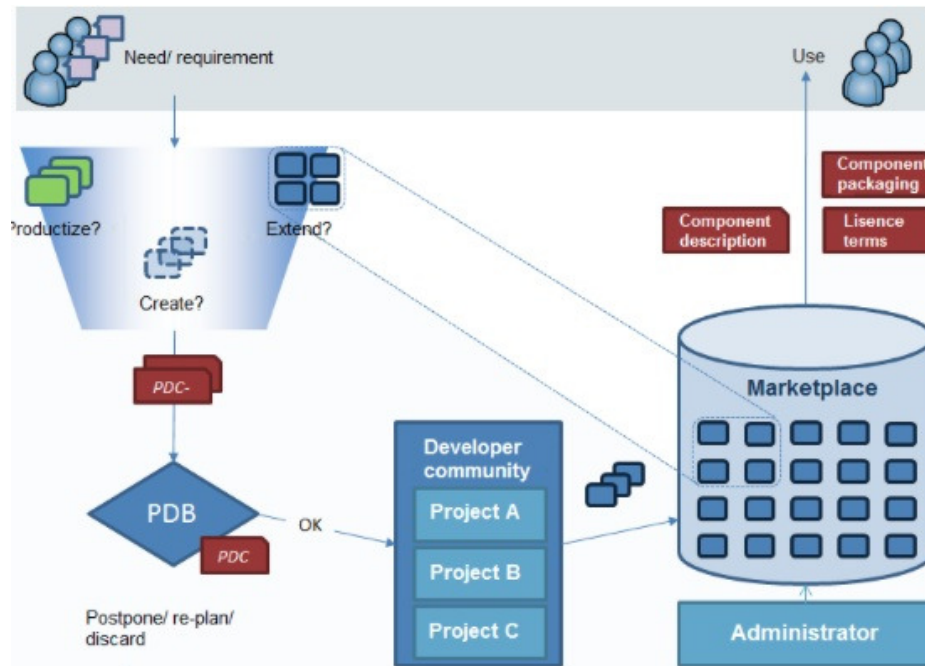 Need/ requirement
Use
Productize?
Extend?
Create?
Component
packaging
Component
description
Lisence
terms
PDC-
Marketplace
Developer
community
Project A
Project B
Project C
PDB
OK
PDC
Postpone/ re-plan/
discard
Administrator